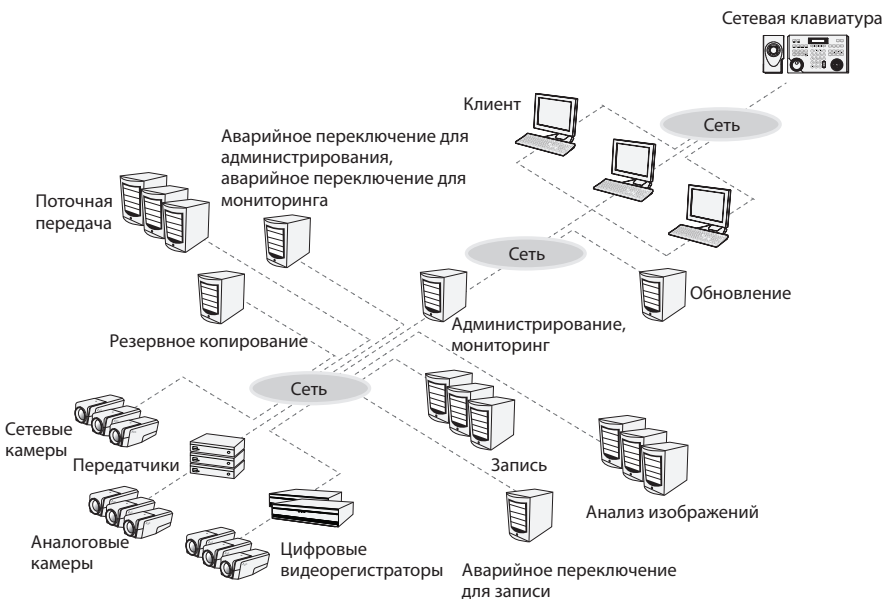 Сетевая клавиатура
Клиент
Сеть
Аварийное переключение для
администрирования,
аварийное переключение для
мониторинга
Поточная
передача
Сеть
Обновление
Администрирование,
мониторинг
Резервное копирование
Сеть
Сетевые
камеры
Передатчики
Запись
Анализ изображений
Аналоговые
камеры
Цифровые
видеорегистраторы
Аварийное переключение
для записи